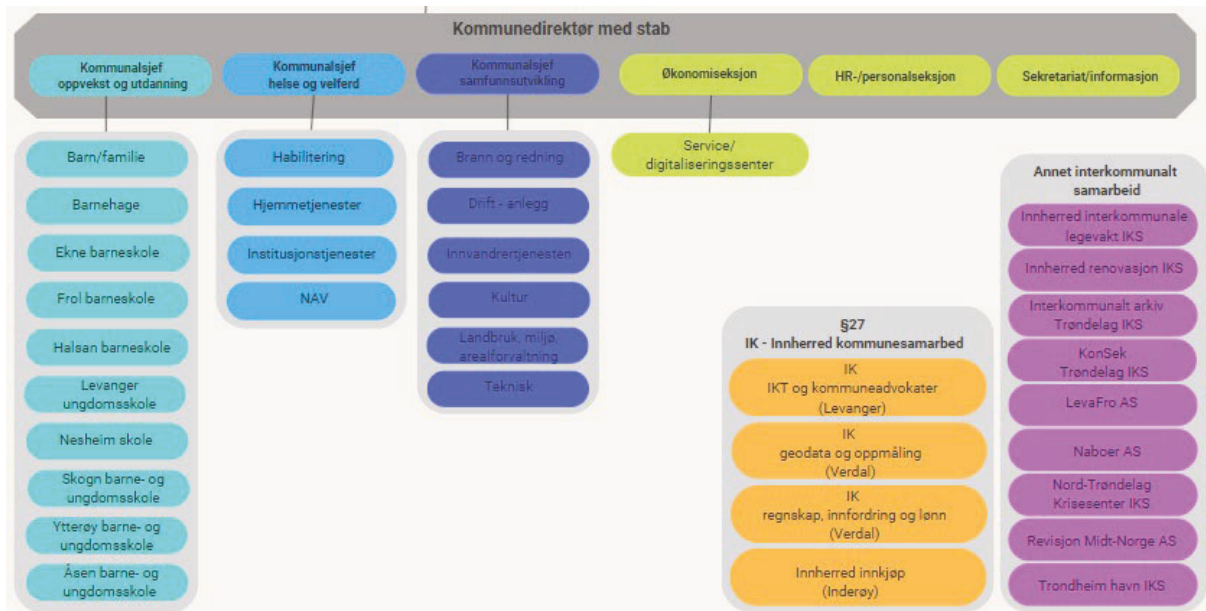 Kommunedirektør med stab
Kommunalsjef
oppvekst og utdanning
Kommunalsjef
helse og velferd
Kommunalsjef
samfunnsutvikling
Økonomiseksjon
HR-/personalseksjon
Sekretariat/informasjon
Barn/familie
Barnehage
Ekne barneskole
Frol barneskole
Halsan barneskole
Levanger
ungdomsskole
Nesheim skole
Skogn barne- og
ungdomsskole
Ytterøy barne- og
ungdomsskole
Åsen barne- og
ungdomsskole
Habilitering
Hjemmetjenester
Institusjonstjenester
NAV
Brann og redning
Drift - anlegg
Innvandrertjenesten
Kultur
Landbruk, miljø,
arealforvaltning
Teknisk
Service/
digitaliseringssenter
§27
IK - Innherred kommunesamarbed
IK
IKT og kommuneadvokater
(Levanger)
IK
geodata og oppmåling
(Verdal)
IK
regnskap, innfordring og lønn
(Verdal)
Innherred innkjøp
(Inderøy)
Annet interkommunalt
samarbeid
Innherred interkommunale
legevakt IKS
Innherred renovasjon IKS
Interkommunalt arkiv
Trøndelag IKS
KonSek
Trøndelag IKS
LevaFro AS
Naboer AS
Nord-Trøndelag
Krisesenter IKS
Revisjon Midt-Norge AS
Trondheim havn IKS